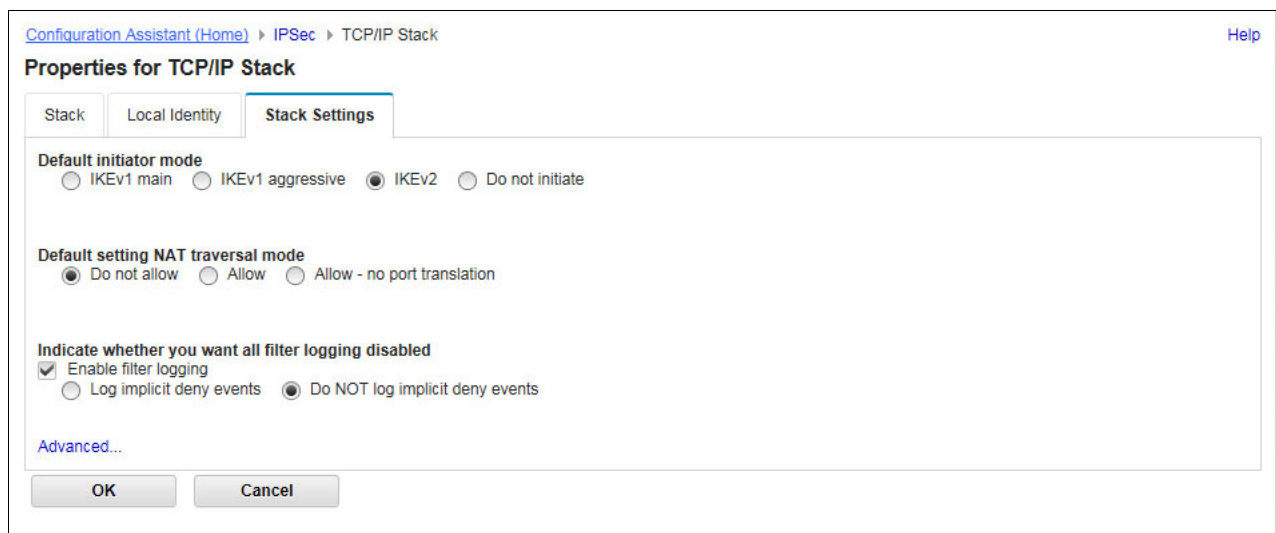 Configuration Assistant (Home) ▸ IPSec ▸ TCP/IP Stack Help
Properties for TCP/IP Stack
Stack Local Identity Stack Settings
Default initiator mode
IKEv1 main IKEv1 aggressive IKEv2 Do not initiate
Default setting NAT traversal mode
Do not allow Allow Allow - no port translation
Indicate whether you want all filter logging disabled
Enable filter logging
Log implicit deny events Do NOT log implicit deny events
Advanced...
OK Cancel